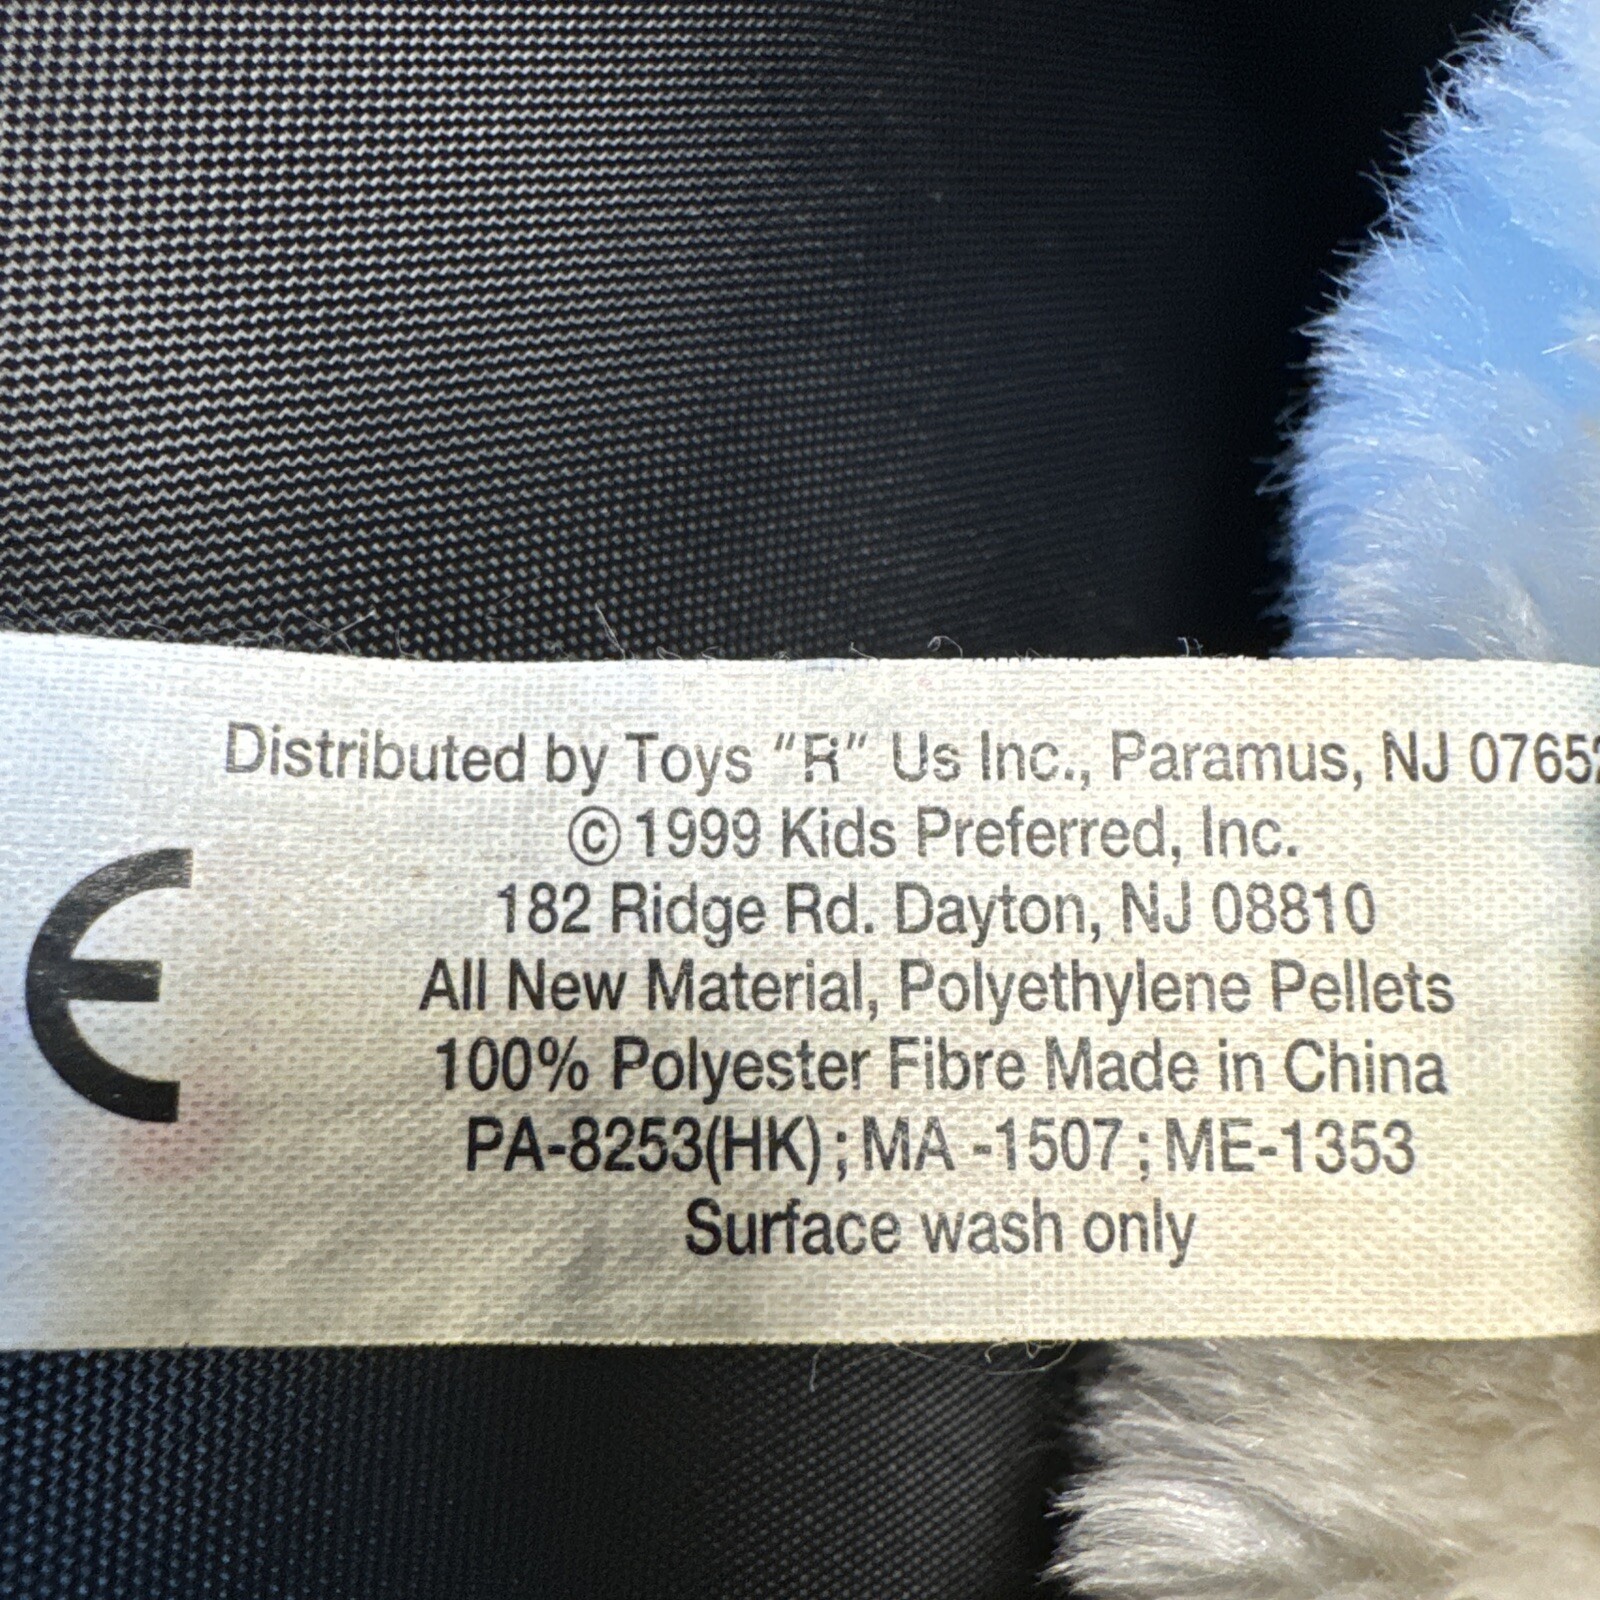 Distributed by Toys "R" Us Inc., Paramus, NJ 07652
© 1999 Kids Preferred, Inc.
182 Ridge Rd. Dayton, NJ 08810
All New Material, Polyethylene Pellets
100% Polyester Fibre Made in China
PA-8253(HK) ; MA -1507 ; ME-1353
Surface wash only
Є